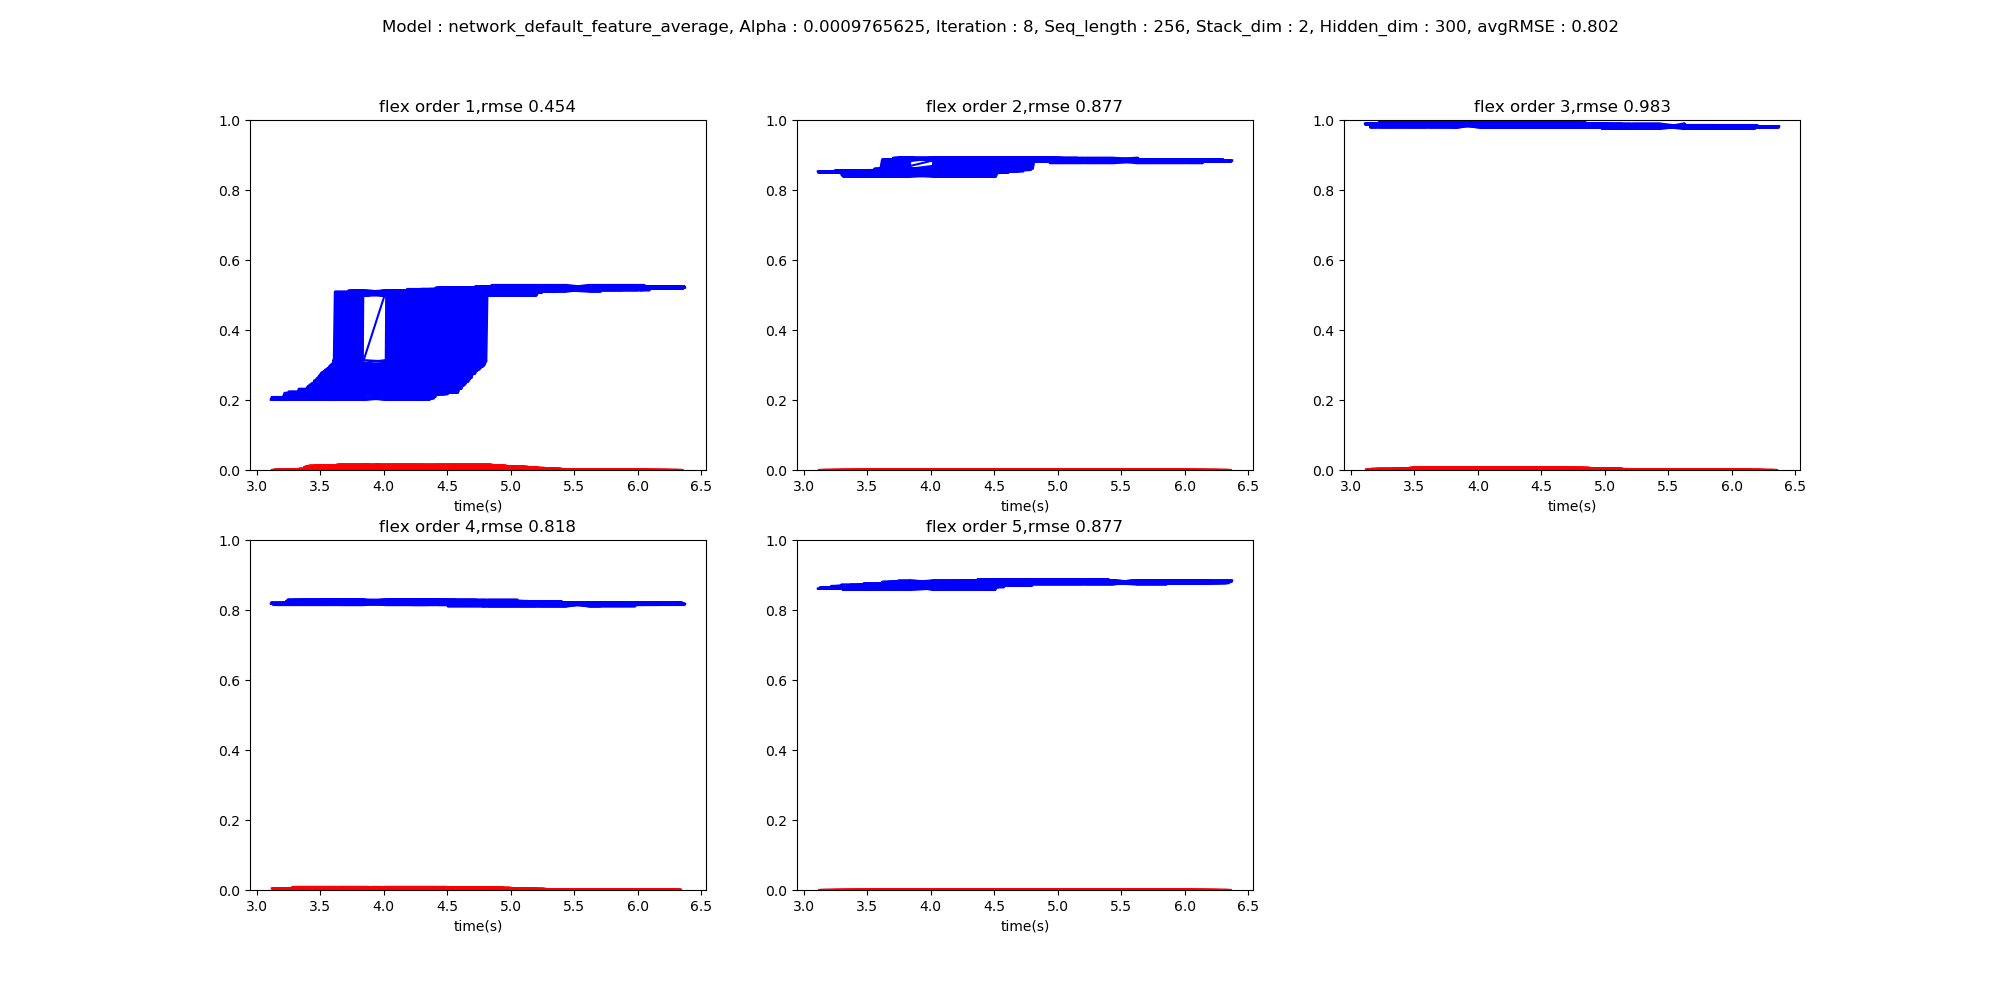 Model : network_default_feature_average, Alpha : 0.0009765625, Iteration : 8, Seq_length : 256, Stack_dim : 2, Hidden_dim : 300, avgRMSE : 0.802
flex order 1,rmse 0.454
1.0
0.8
0.6
0.4
0.2
0.0
3.0 3.5 4.0 4.5 5.0 5.5 6.0 6.5
time(s)
flex order 2,rmse 0.877
1.0
0.8
0.6
0.4
0.2
0.0
3.0 3.5 4.0 4.5 5.0 5.5 6.0 6.5
time(s)
flex order 3,rmse 0.983
1.0
0.8
0.6
0.4
0.2
0.0
3.0 3.5 4.0 4.5 5.0 5.5 6.0 6.5
time(s)
flex order 4,rmse 0.818
1.0
0.8
0.6
0.4
0.2
0.0
3.0 3.5 4.0 4.5 5.0 5.5 6.0 6.5
time(s)
flex order 5,rmse 0.877
1.0
0.8
0.6
0.4
0.2
0.0
3.0 3.5 4.0 4.5 5.0 5.5 6.0 6.5
time(s)